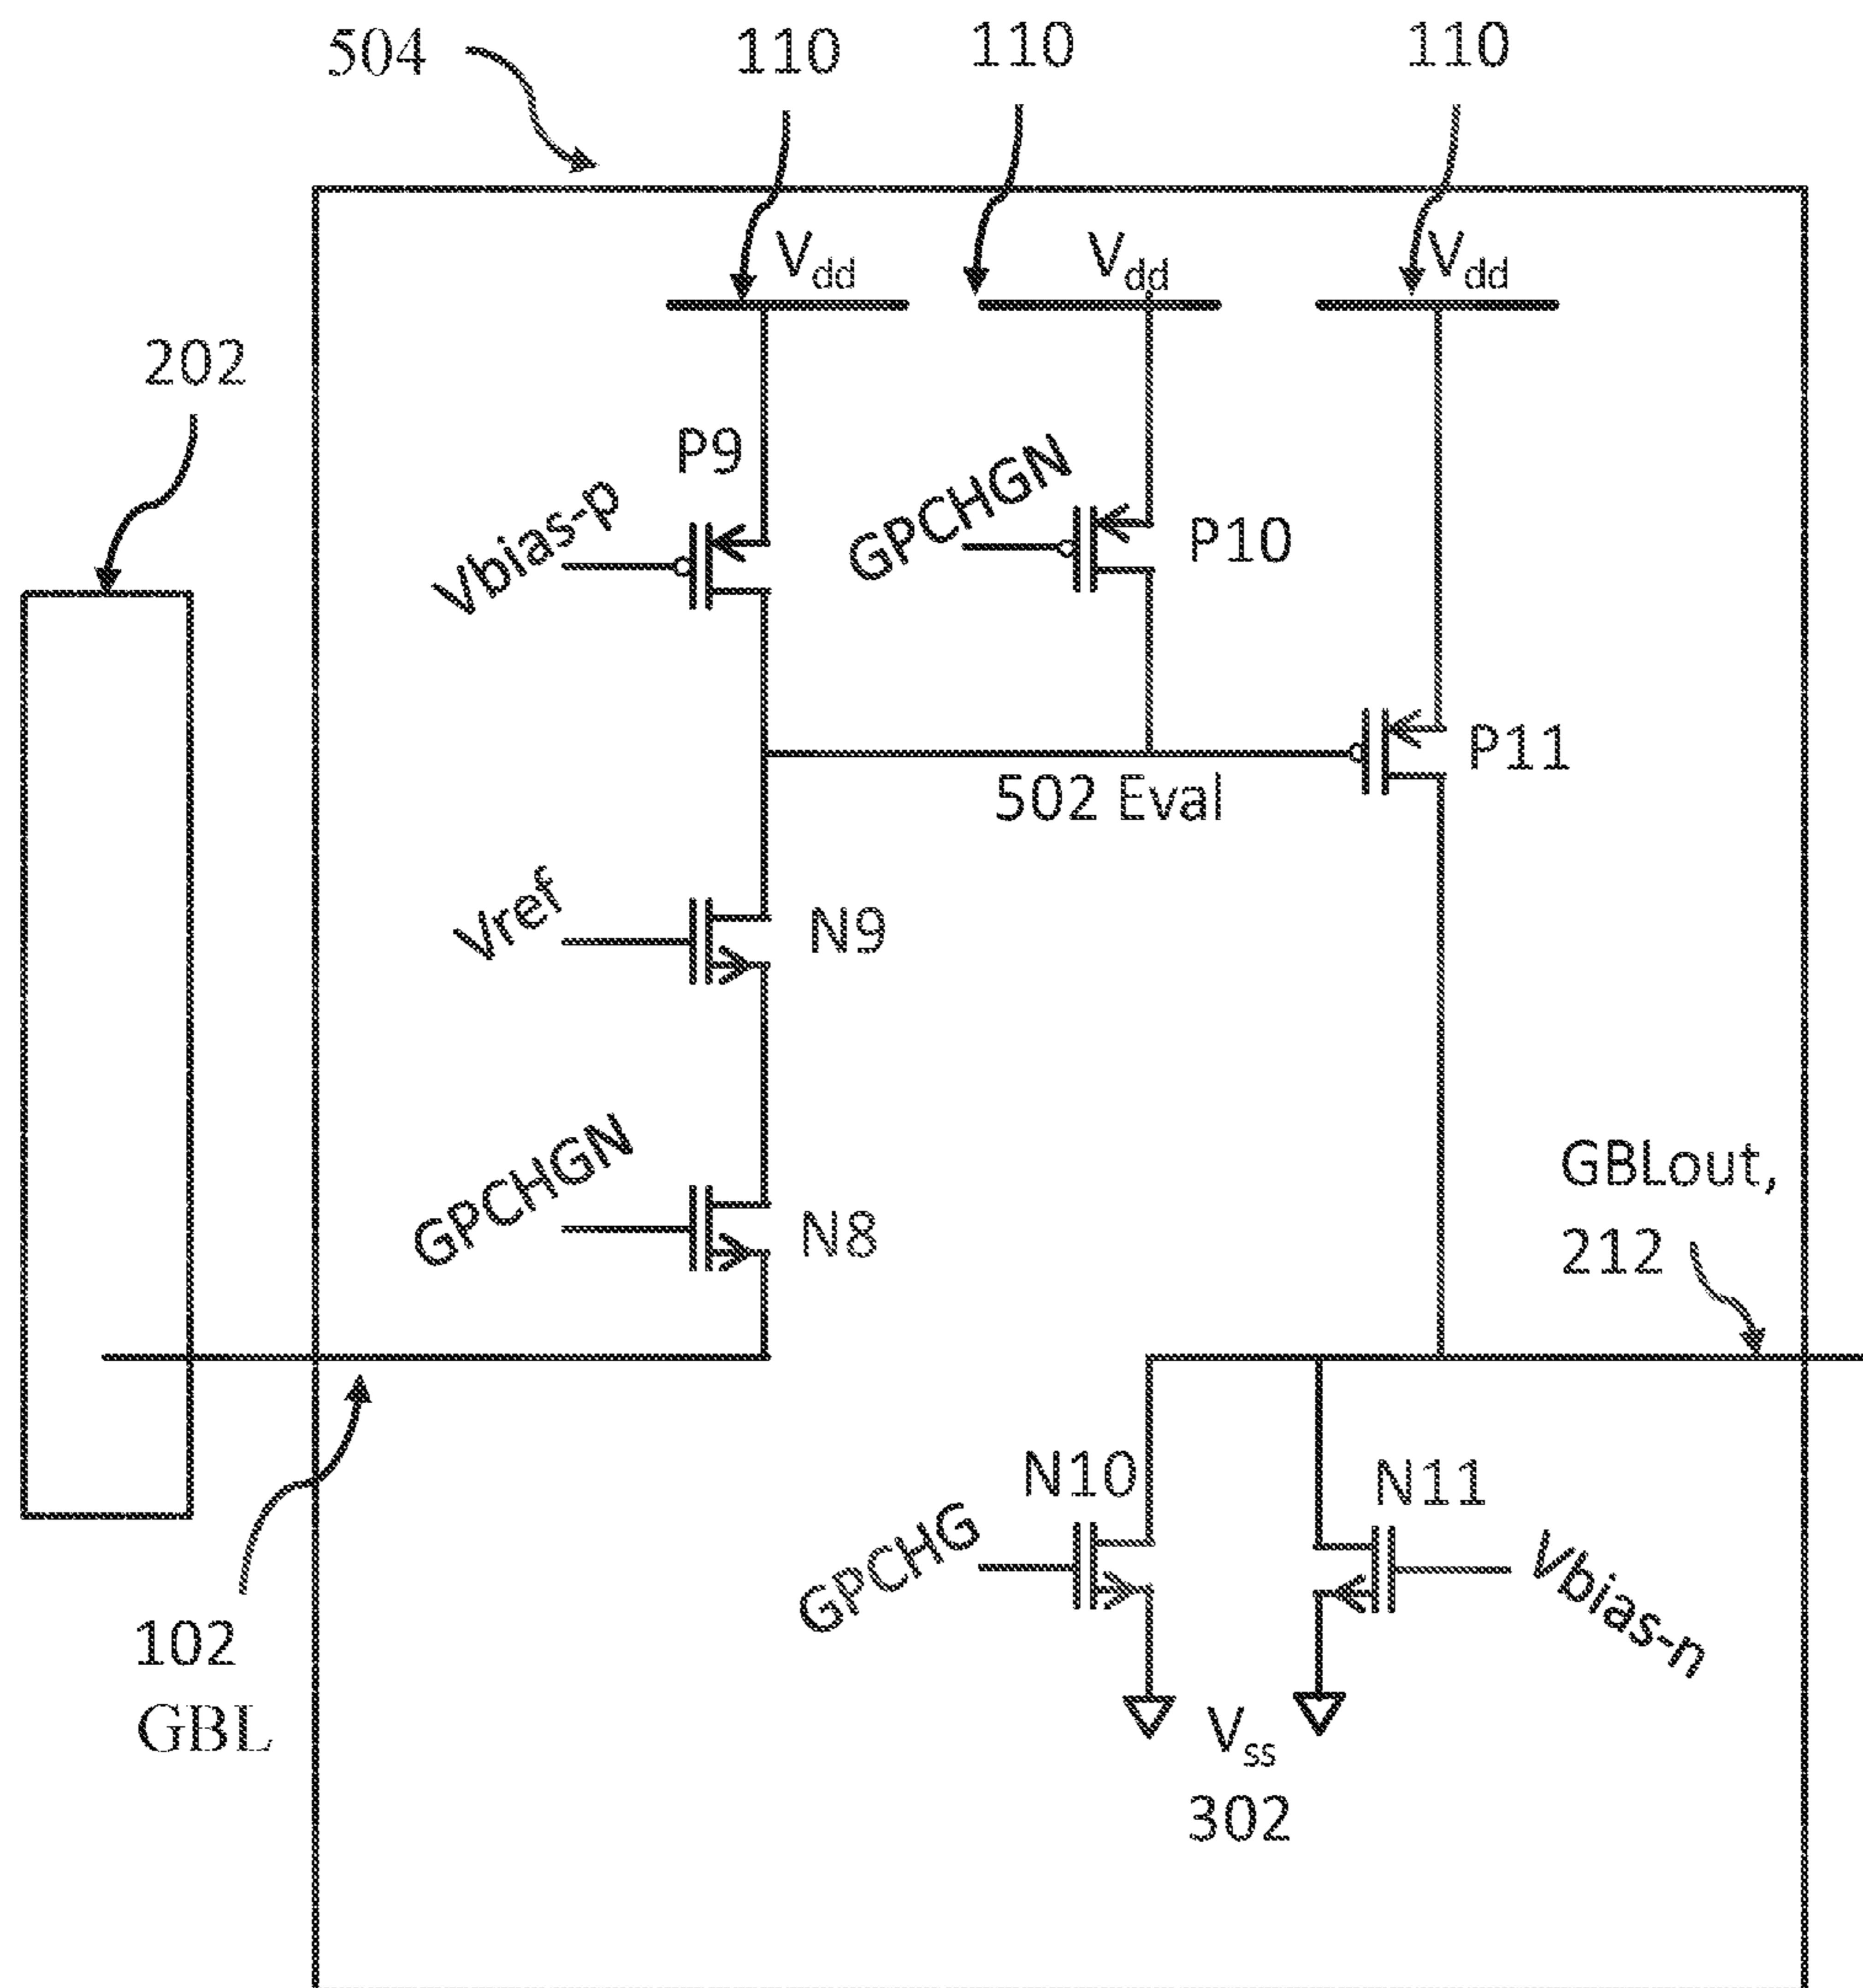 504
110
110
110
Vdd
Vdd
Vdd
202
P9
Vbias-p
GPCHGN
P10
P11
502 Eval
Vref
N9
GPCHGN
N8
GBLout,
212
N10
N11
GPCHG
Vbias-n
102
GBL
Vss
302